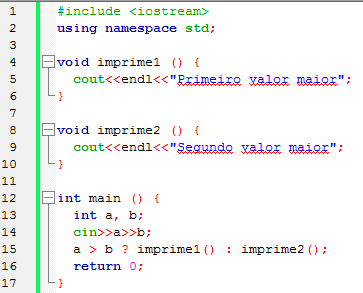 1 #include <iostream>
2 using namespace std;
3
4 void imprime1 () {
5 cout<<endl<<"Primeiro valor maior";
6 }
7
8 void imprime2 () {
9 cout<<endl<<"Segundo valor maior";
10 }
11
12 int main () {
13 int a, b;
14 cin>>a>>b;
15 a > b ? imprime1() : imprime2();
16 return 0;
17 }